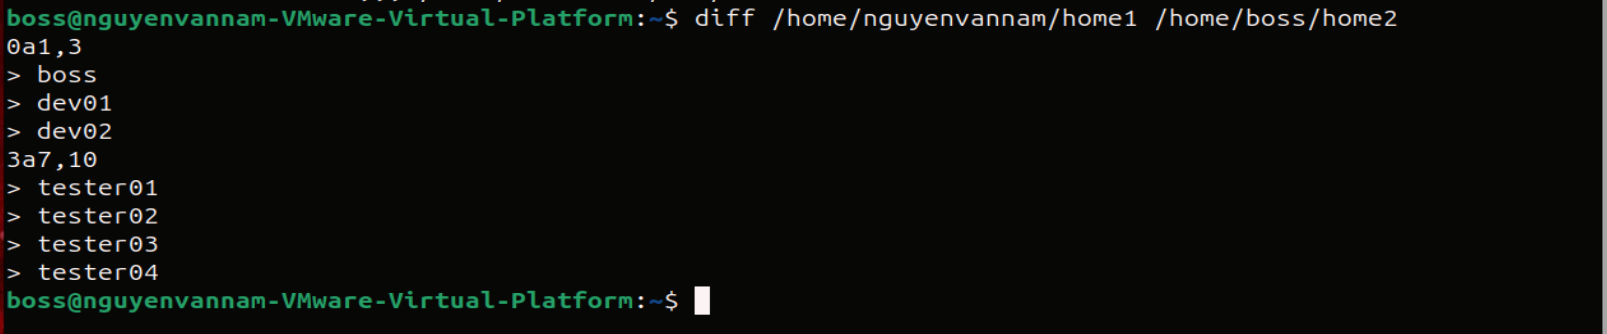 boss@nguyenvannam-VMware-Virtual-Platform:~$ diff /home/nguyenvannam/home1 /home/boss/home2
0a1,3
> boss
> dev01
> dev02
3a7,10
> tester01
> tester02
> tester03
> tester04
boss@nguyenvannam-VMware-Virtual-Platform:~$